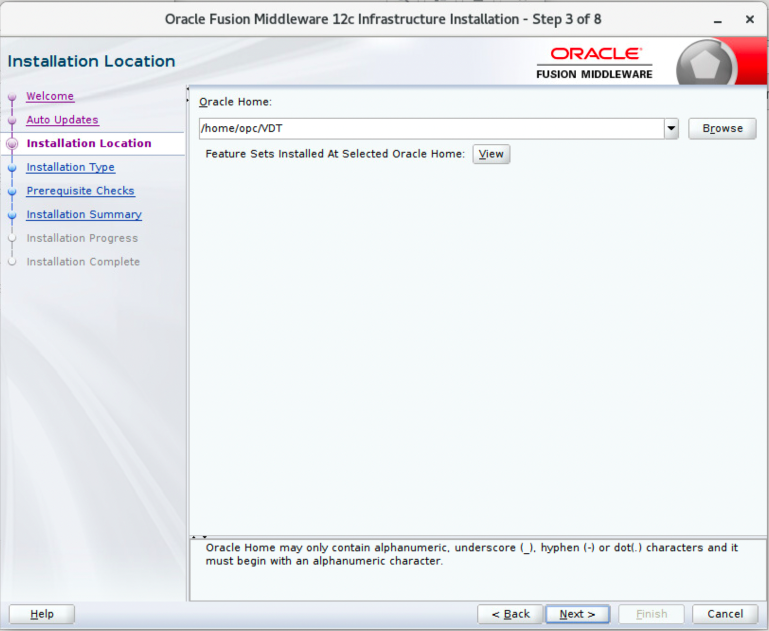 Oracle Fusion Middleware 12c Infrastructure Installation - Step 3 of 8
Installation Location
ORACLE
FUSION MIDDLEWARE
Welcome
Auto Updates
Installation Location
Installation Type
Prerequisite Checks
Installation Summary
Installation Progress
Installation Complete
Oracle Home:
/home/opc/VDT
Browse
Feature Sets Installed At Selected Oracle Home:
View
Oracle Home may only contain alphanumeric, underscore (_), hyphen (-) or dot(.) characters and it
must begin with an alphanumeric character.
Help
< Back
Next >
Finish
Cancel